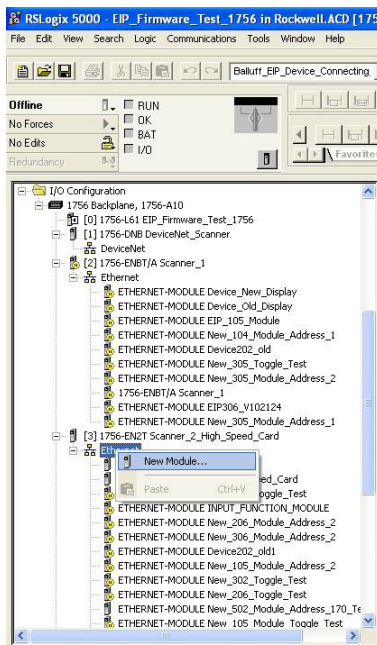 RSLogix 5000 - EIP_Firmware_Test_1756 in Rockwell.ACD [175
File Edit View Search Logic Communications Tools Window Help
Balluff_EIP_Device_Connecting_
Offline
RUN
No Forces
OK
No Edits
BAT
Redundancy
I/O
Favorite
I/O Configuration
1756 Backplane, 1756-A10
[0] 1756-L61 EIP_Firmware_Test_1756
[1] 1756-DNB DeviceNet_Scanner
DeviceNet
[2] 1756-ENBT/A Scanner_1
Ethernet
ETHERNET-MODULE Device_New_Display
ETHERNET-MODULE Device_Old_Display
ETHERNET-MODULE EIP_105_Module
ETHERNET-MODULE New_104_Module_Address_1
ETHERNET-MODULE Device202_old
ETHERNET-MODULE New_305_Toggle_Test
ETHERNET-MODULE New_305_Module_Address_2
1756-ENBT/A Scanner_1
ETHERNET-MODULE EIP306_V102124
ETHERNET-MODULE New_305_Module_Address_1
[3] 1756-EN2T Scanner_2_High_Speed_Card
Ethernet
New Module...
ed_Card
Paste Ctrl+V
oggle_Test
ETHERNET-MODULE INPUT_FUNCTION_MODULE
ETHERNET-MODULE New_206_Module_Address_2
ETHERNET-MODULE New_306_Module_Address_2
ETHERNET-MODULE Device202_old1
ETHERNET-MODULE New_105_Module_Address_2
ETHERNET-MODULE New_302_Toggle_Test
ETHERNET-MODULE New_206_Toggle_Test
ETHERNET-MODULE New_502_Module_Address_170_Te
ETHERNET-MODULE New_105_Module_Toggle_Test